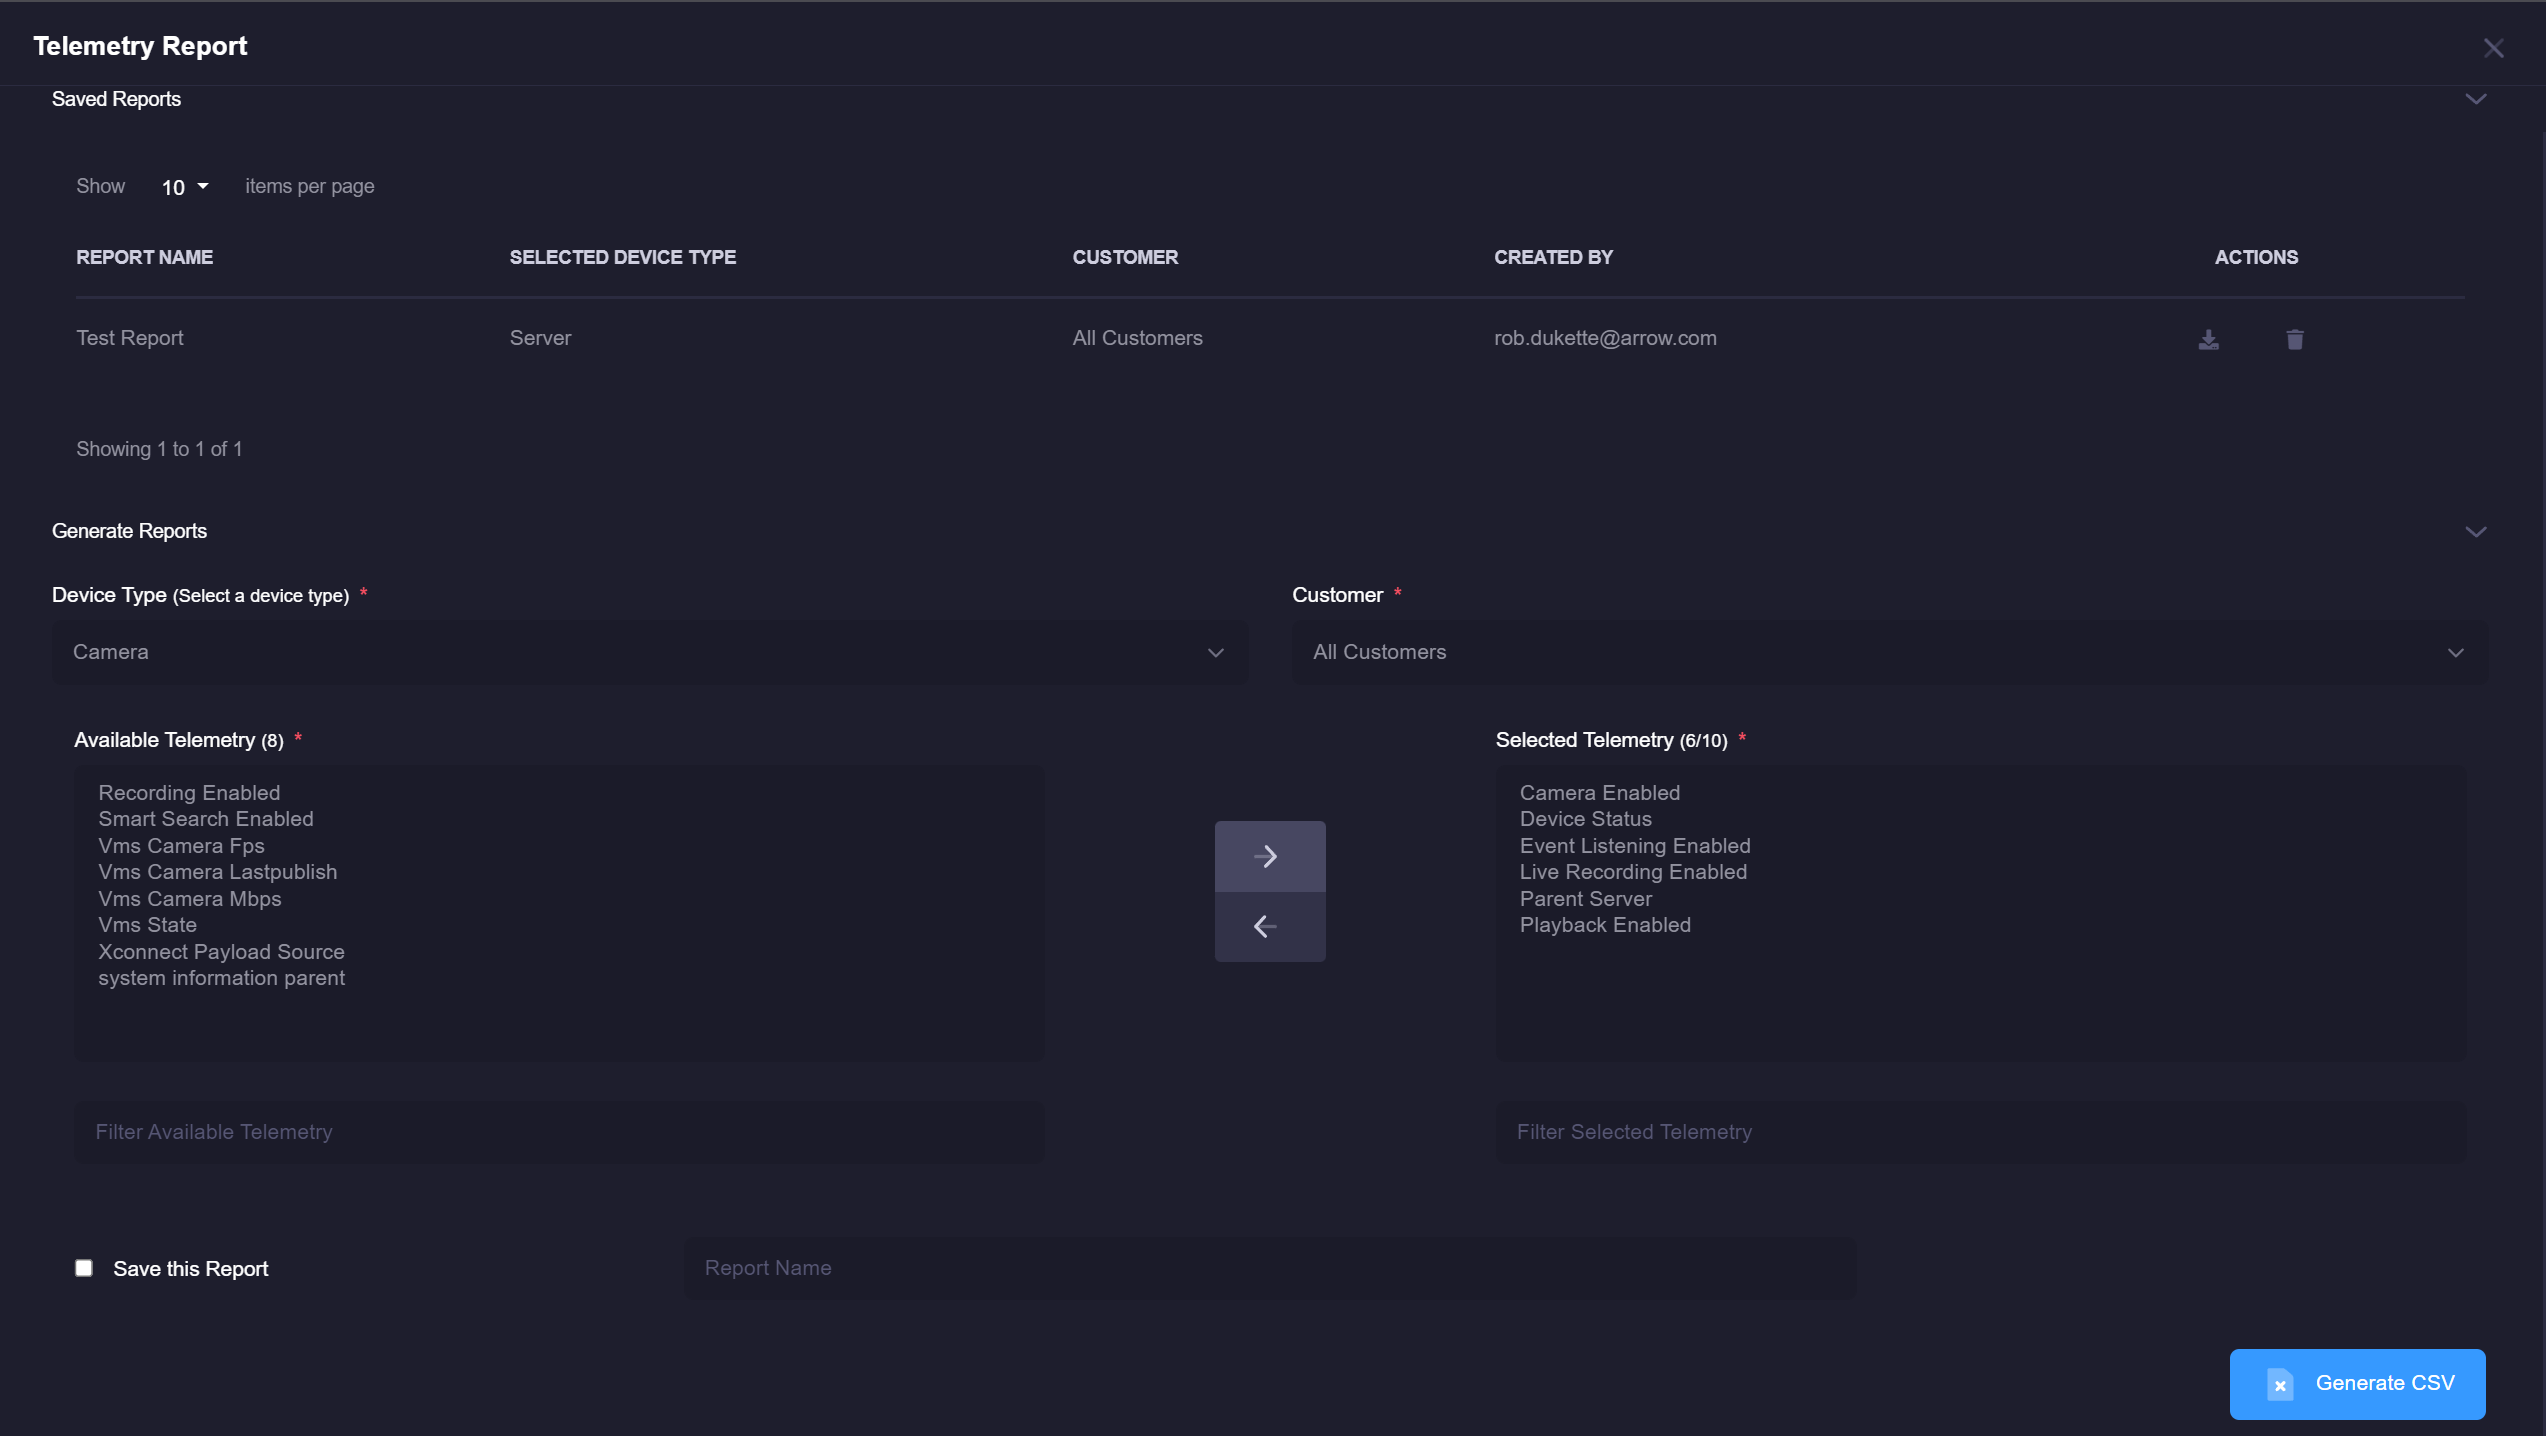 Telemetry Report
Saved Reports
Show 10 items per page
REPORT NAME SELECTED DEVICE TYPE CUSTOMER CREATED BY ACTIONS
Test Report Server All Customers rob.dukette@arrow.com
Showing 1 to 1 of 1
Generate Reports
Device Type (Select a device type) *
Camera
Customer *
All Customers
Available Telemetry (8) *
Recording Enabled
Smart Search Enabled
Vms Camera Fps
Vms Camera Lastpublish
Vms Camera Mbps
Vms State
Xconnect Payload Source
system information parent
Filter Available Telemetry
Selected Telemetry (6/10) *
Camera Enabled
Device Status
Event Listening Enabled
Live Recording Enabled
Parent Server
Playback Enabled
Filter Selected Telemetry
Save this Report
Report Name
Generate CSV